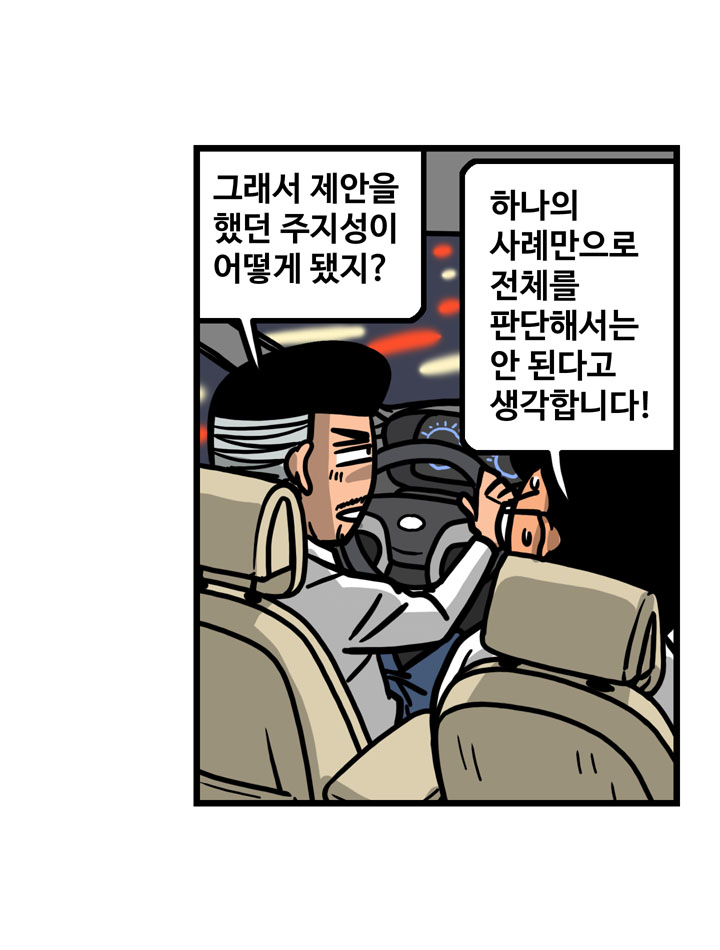 그래서 제안을
했던 주지성이
어떻게 됐지?
하나의
사례만으로
전체를
판단해서는
안 된다고
생각합니다!